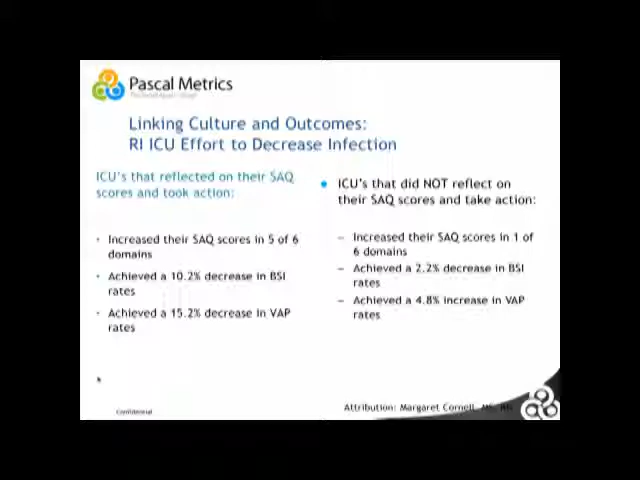 Pascal Metrics
Linking Culture and Outcomes:
RI ICU Effort to Decrease Infection
ICU's that reflected on their SAQ
scores and took action:
• Increased their SAQ scores in 5 of 6
domains
• Achieved a 10.2% decrease in BSI
rates
• Achieved a 15.2% decrease in VAP
rates
• ICU's that did NOT reflect on
their SAQ scores and take action:
– Increased their SAQ scores in 1 of
6 domains
– Achieved a 2.2% decrease in BSI
rates
– Achieved a 4.8% increase in VAP
rates
Confidential
Attribution: Margaret Cornell,